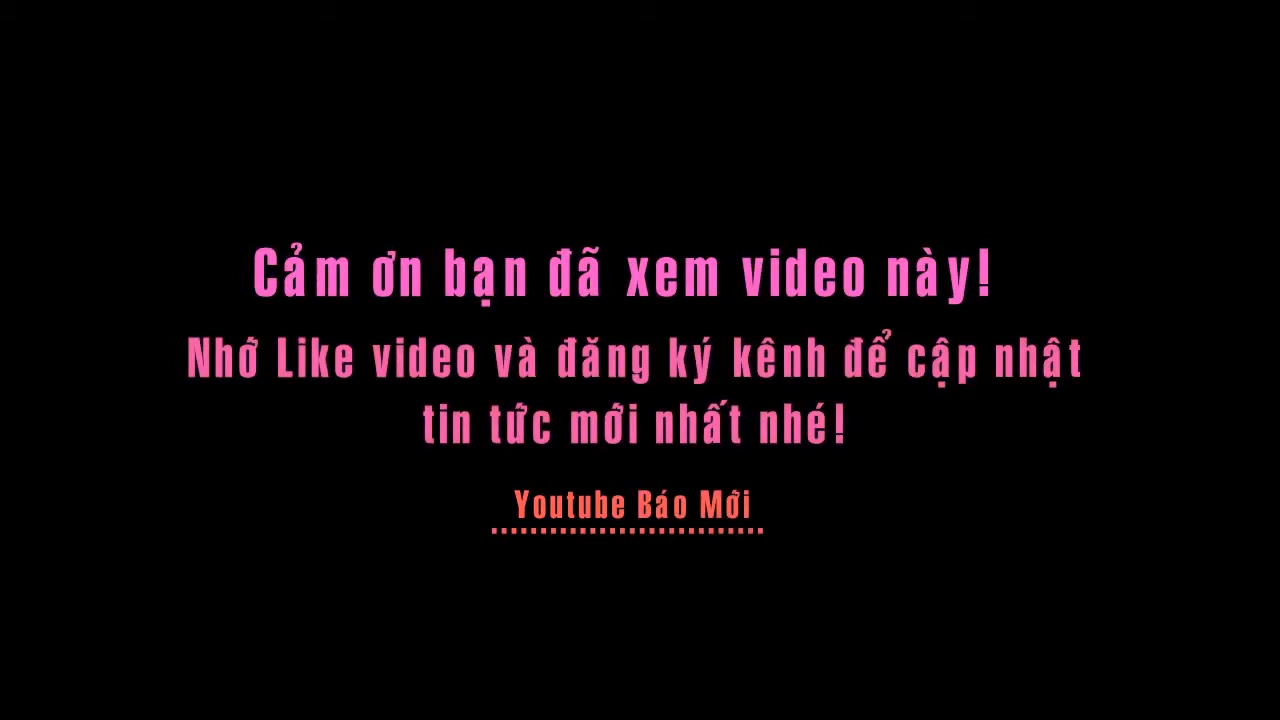 Cảm ơn bạn đã xem video này!
Nhớ Like video và đăng ký kênh để cập nhật
tin tức mới nhất nhé!
Youtube Báo Mới